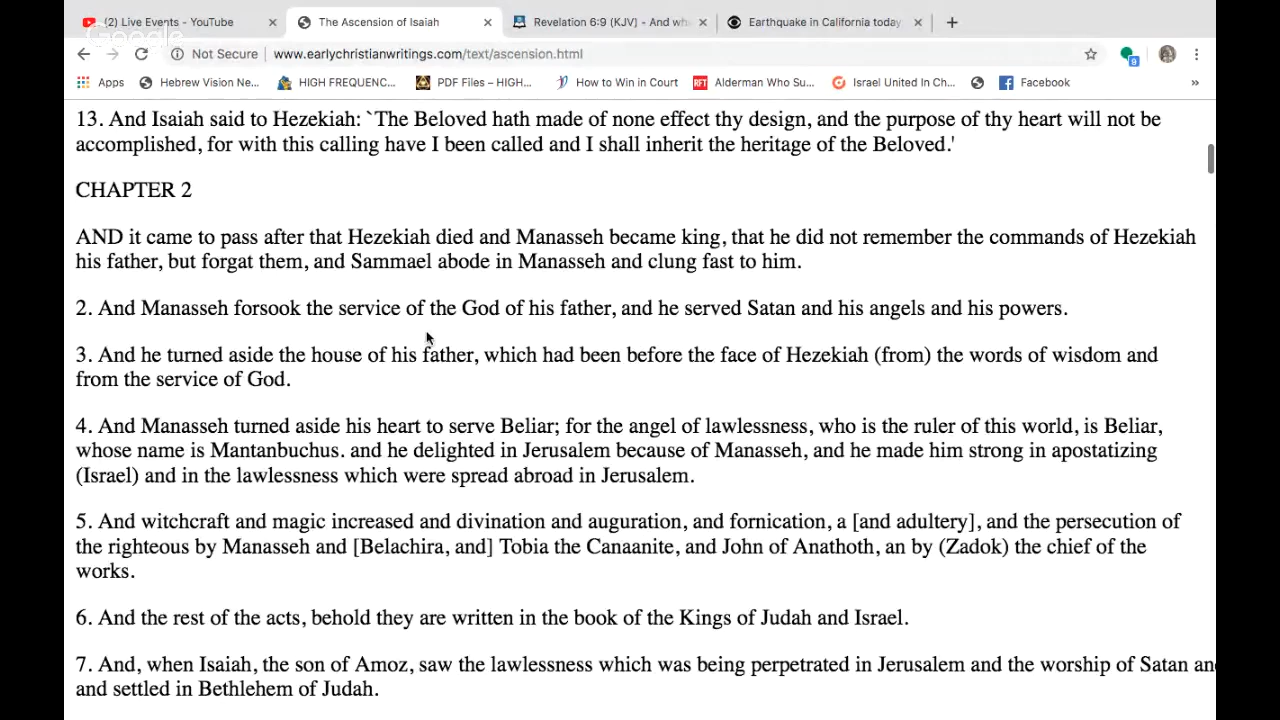 (2) Live Events - YouTube
The Ascension of Isaiah
Revelation 6:9 (KJV) - And wh
Earthquake in California today
Google
Not Secure
www.earlychristianwritings.com/text/ascension.html
9
Apps
Hebrew Vision Ne...
HIGH FREQUENC...
PDF Files – HIGH...
How to Win in Court
RFT
Alderman Who Su...
Israel United In Ch...
Facebook
»
13. And Isaiah said to Hezekiah: `The Beloved hath made of none effect thy design, and the purpose of thy heart will not be
accomplished, for with this calling have I been called and I shall inherit the heritage of the Beloved.'
CHAPTER 2
AND it came to pass after that Hezekiah died and Manasseh became king, that he did not remember the commands of Hezekiah
his father, but forgat them, and Sammael abode in Manasseh and clung fast to him.
2. And Manasseh forsook the service of the God of his father, and he served Satan and his angels and his powers.
3. And he turned aside the house of his father, which had been before the face of Hezekiah (from) the words of wisdom and
from the service of God.
4. And Manasseh turned aside his heart to serve Beliar; for the angel of lawlessness, who is the ruler of this world, is Beliar,
whose name is Mantanbuchus. and he delighted in Jerusalem because of Manasseh, and he made him strong in apostatizing
(Israel) and in the lawlessness which were spread abroad in Jerusalem.
5. And witchcraft and magic increased and divination and auguration, and fornication, a [and adultery], and the persecution of
the righteous by Manasseh and [Belachira, and] Tobia the Canaanite, and John of Anathoth, an by (Zadok) the chief of the
works.
6. And the rest of the acts, behold they are written in the book of the Kings of Judah and Israel.
7. And, when Isaiah, the son of Amoz, saw the lawlessness which was being perpetrated in Jerusalem and the worship of Satan an
and settled in Bethlehem of Judah.